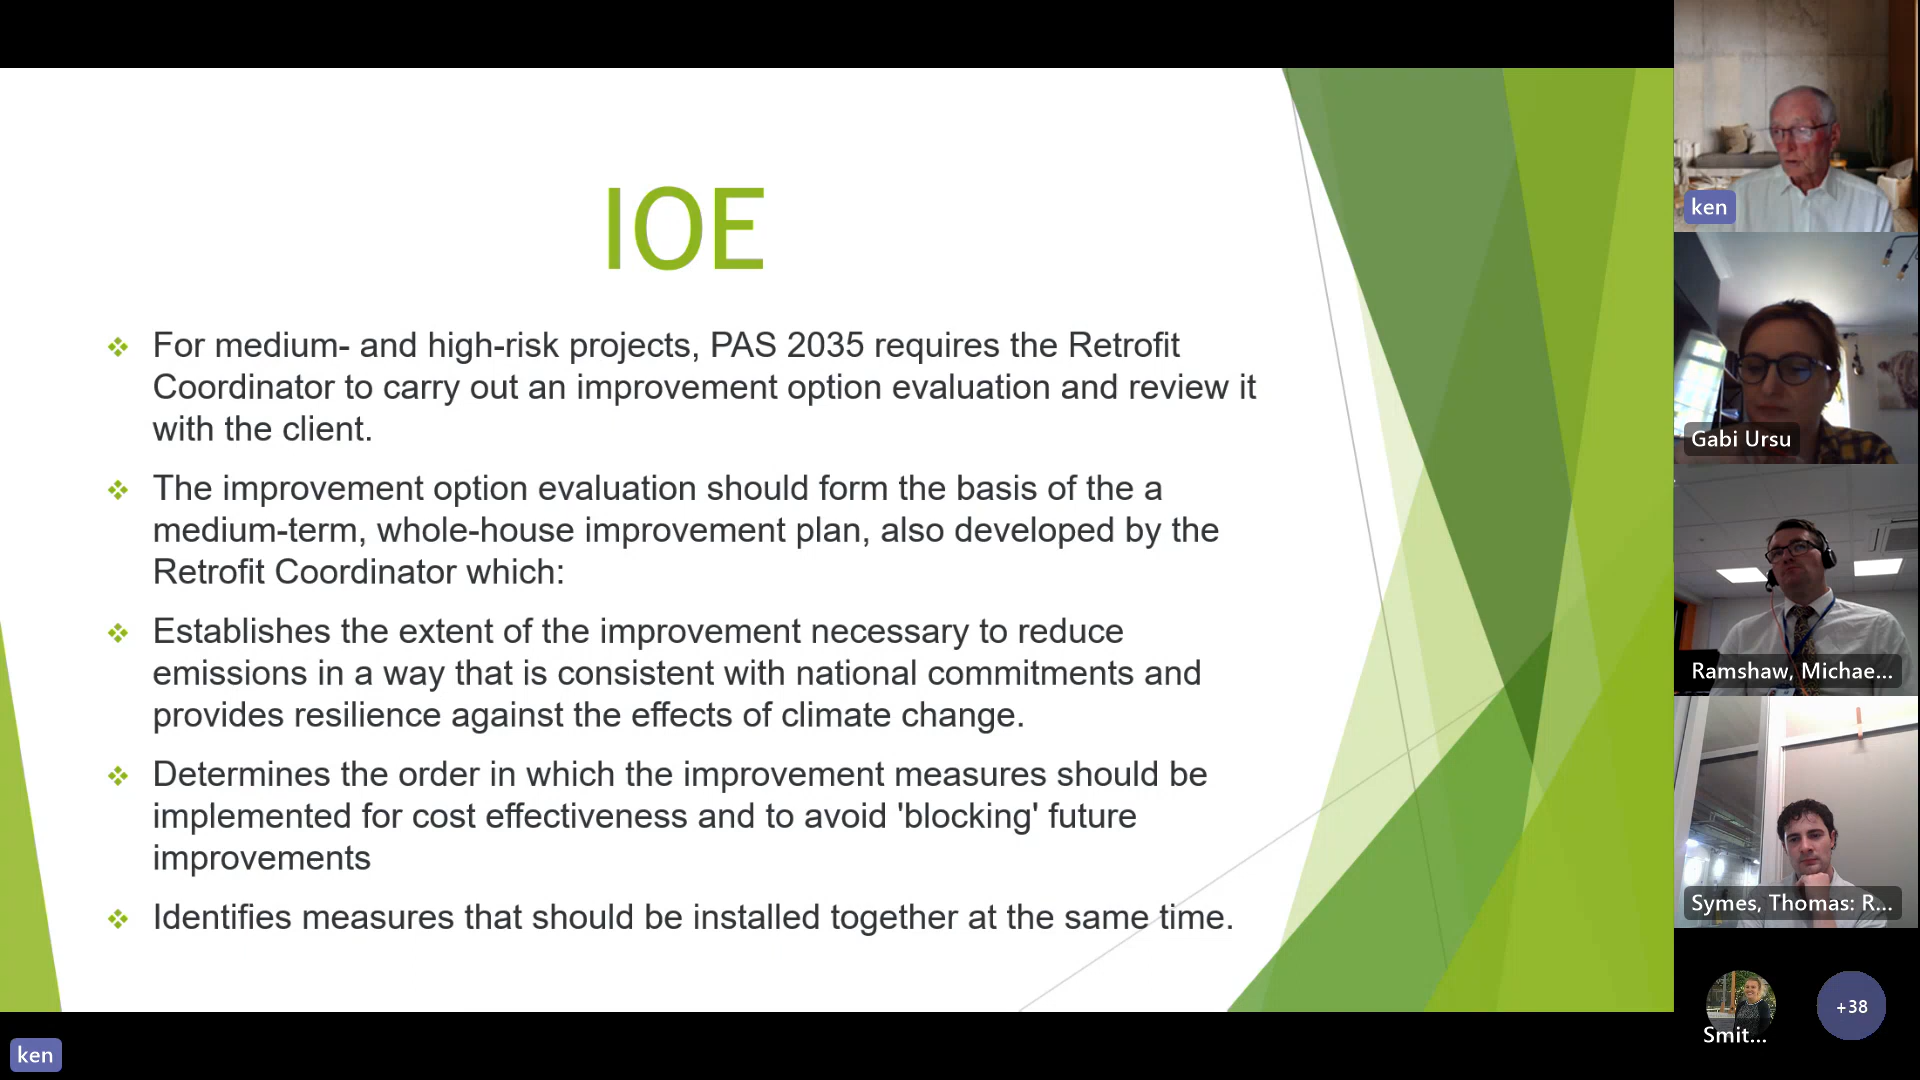 IOE
For medium- and high-risk projects, PAS 2035 requires the Retrofit
Coordinator to carry out an improvement option evaluation and review it
with the client.
The improvement option evaluation should form the basis of the a
medium-term, whole-house improvement plan, also developed by the
Retrofit Coordinator which:
Establishes the extent of the improvement necessary to reduce
emissions in a way that is consistent with national commitments and
provides resilience against the effects of climate change.
Determines the order in which the improvement measures should be
implemented for cost effectiveness and to avoid 'blocking' future
improvements
Identifies measures that should be installed together at the same time.
ken
ken
Gabi Ursu
Ramshaw, Michae...
Symes, Thomas: R...
Smit...
+38